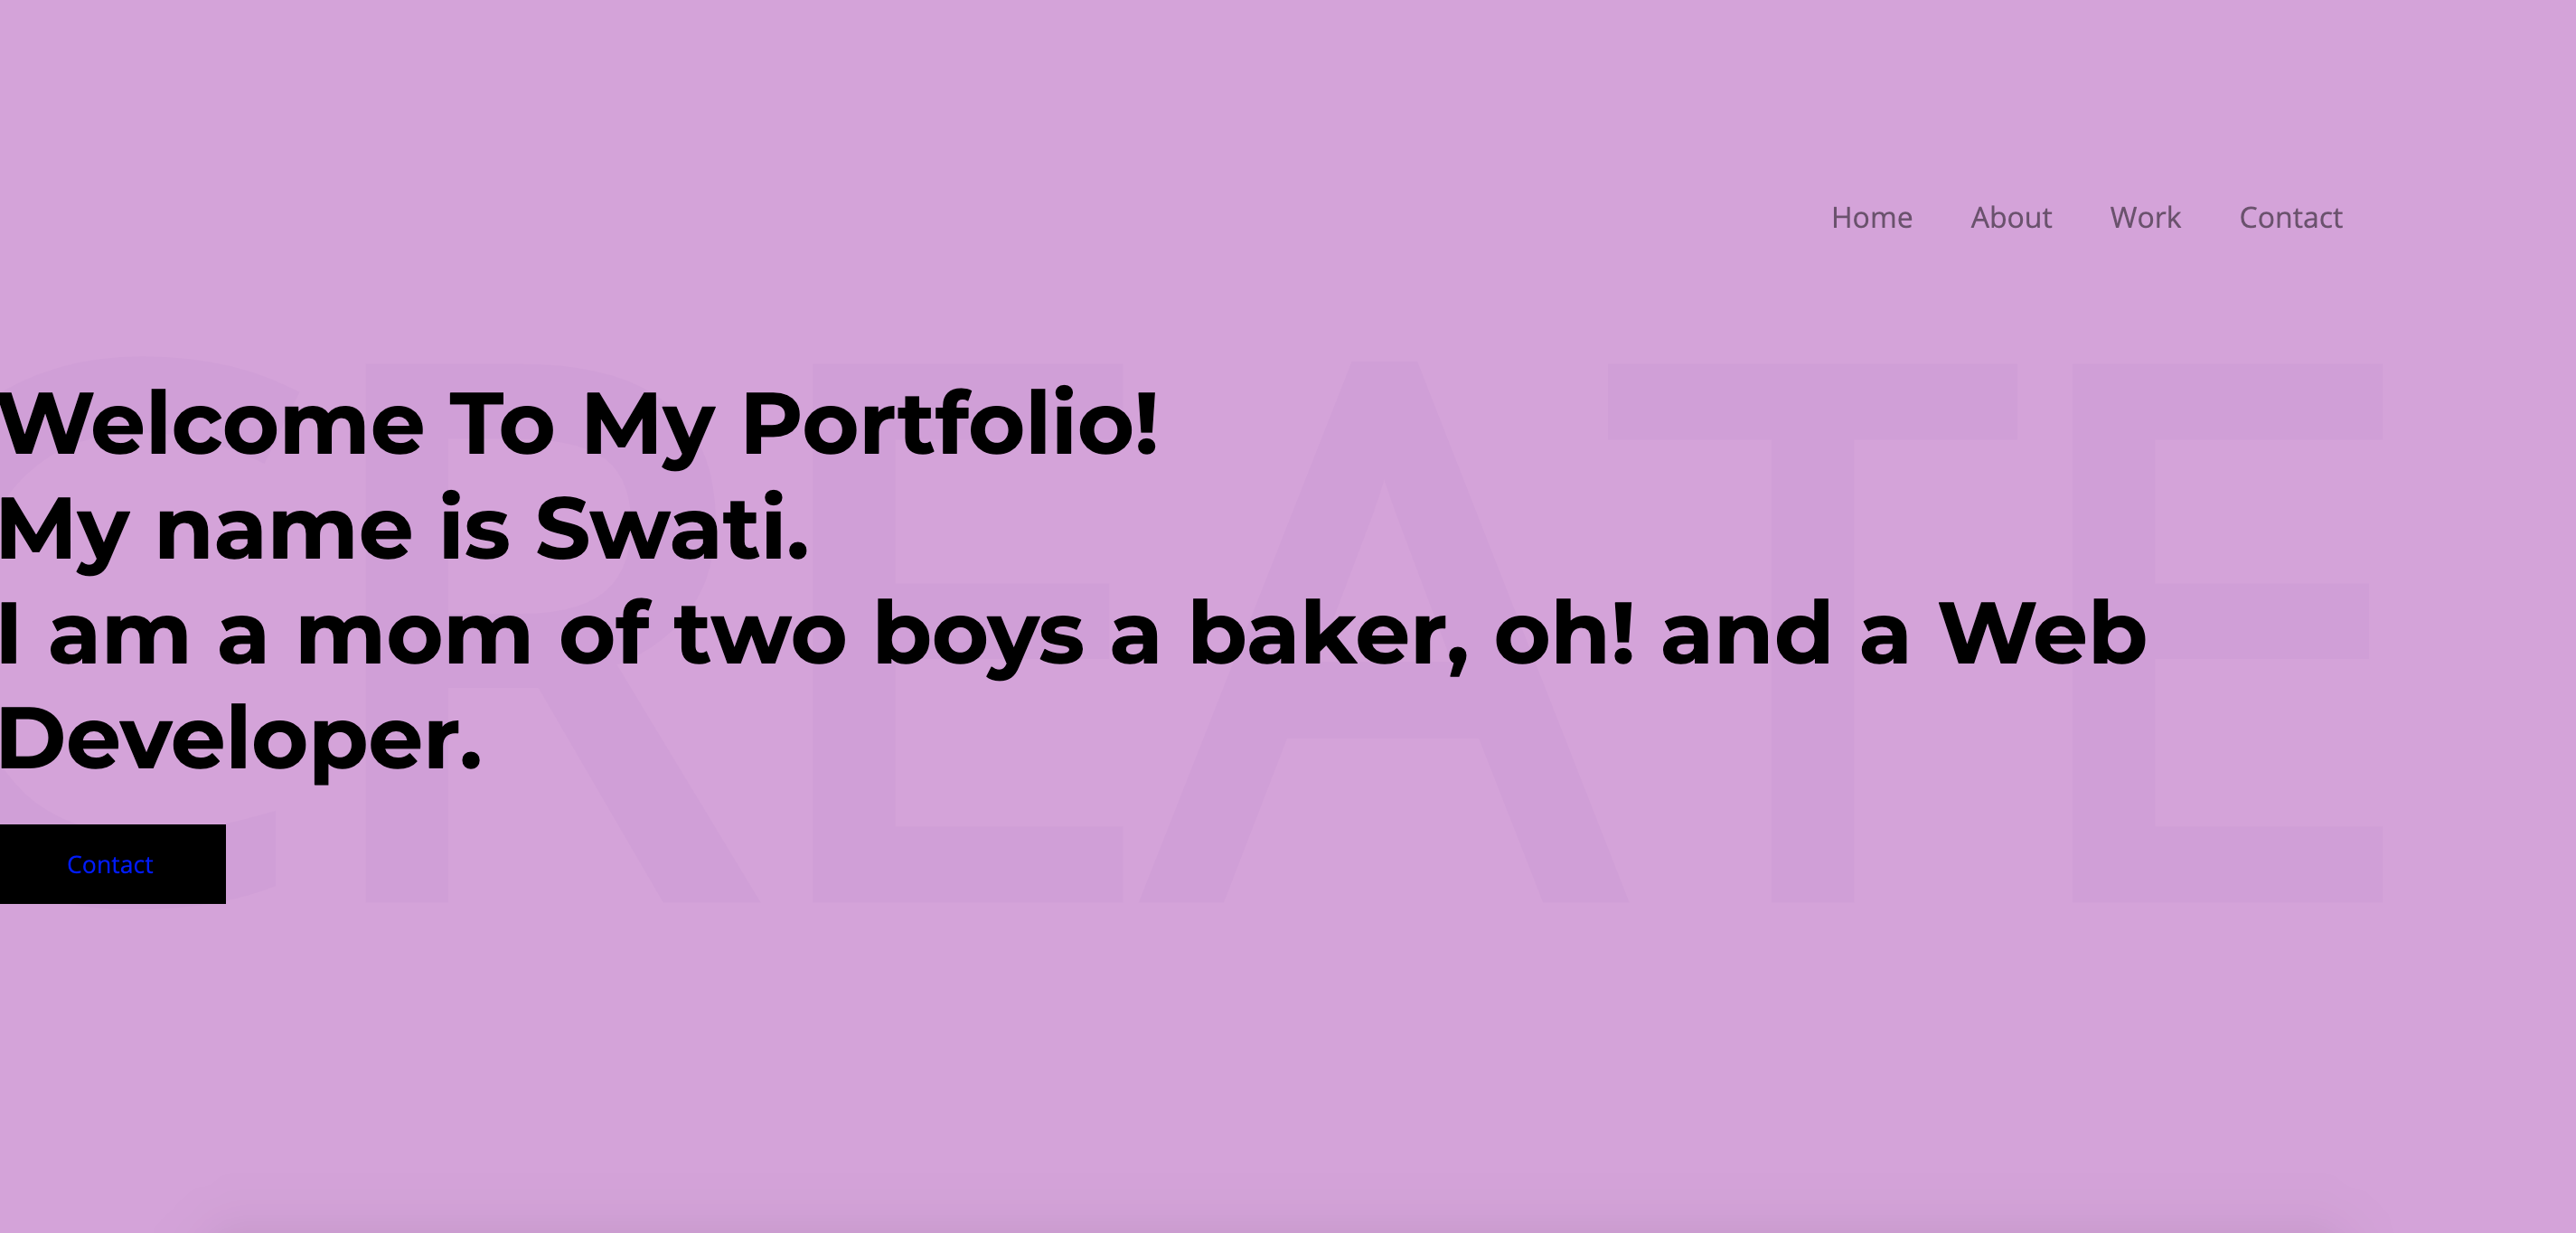 Home About Work Contact
CREATE
Welcome To My Portfolio!
My name is Swati.
I am a mom of two boys a baker, oh! and a Web
Developer.
Contact